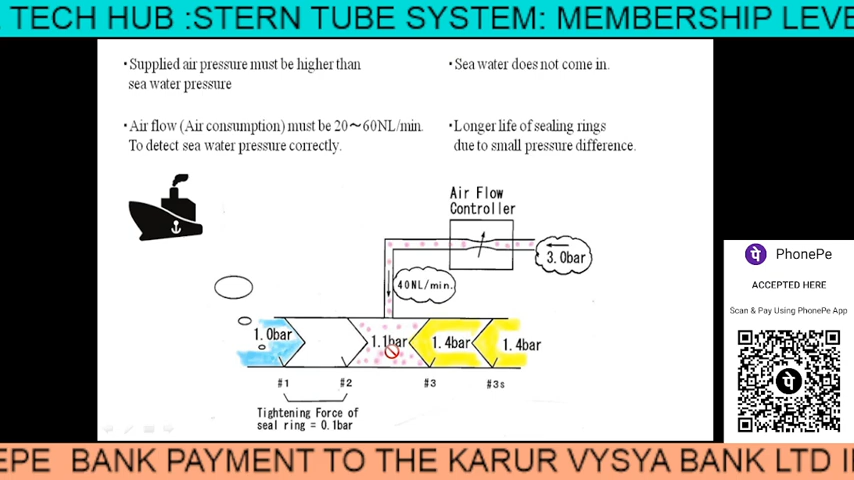 TECH HUB :STERN TUBE SYSTEM: MEMBERSHIP LEVE
・Supplied air pressure must be higher than
sea water pressure
・Air flow (Air consumption) must be 20～60NL/min.
To detect sea water pressure correctly.
・Sea water does not come in.
・Longer life of sealing rings
due to small pressure difference.
Air Flow
Controller
3.0bar
40NL/min.
1.0bar
1.1bar
1.4bar
1.4bar
#1
#2
#3
#3s
Tightening Force of
seal ring = 0.1bar
पे PhonePe
ACCEPTED HERE
Scan & Pay Using PhonePe App
पे
EPE BANK PAYMENT TO THE KARUR VYSYA BANK LTD I